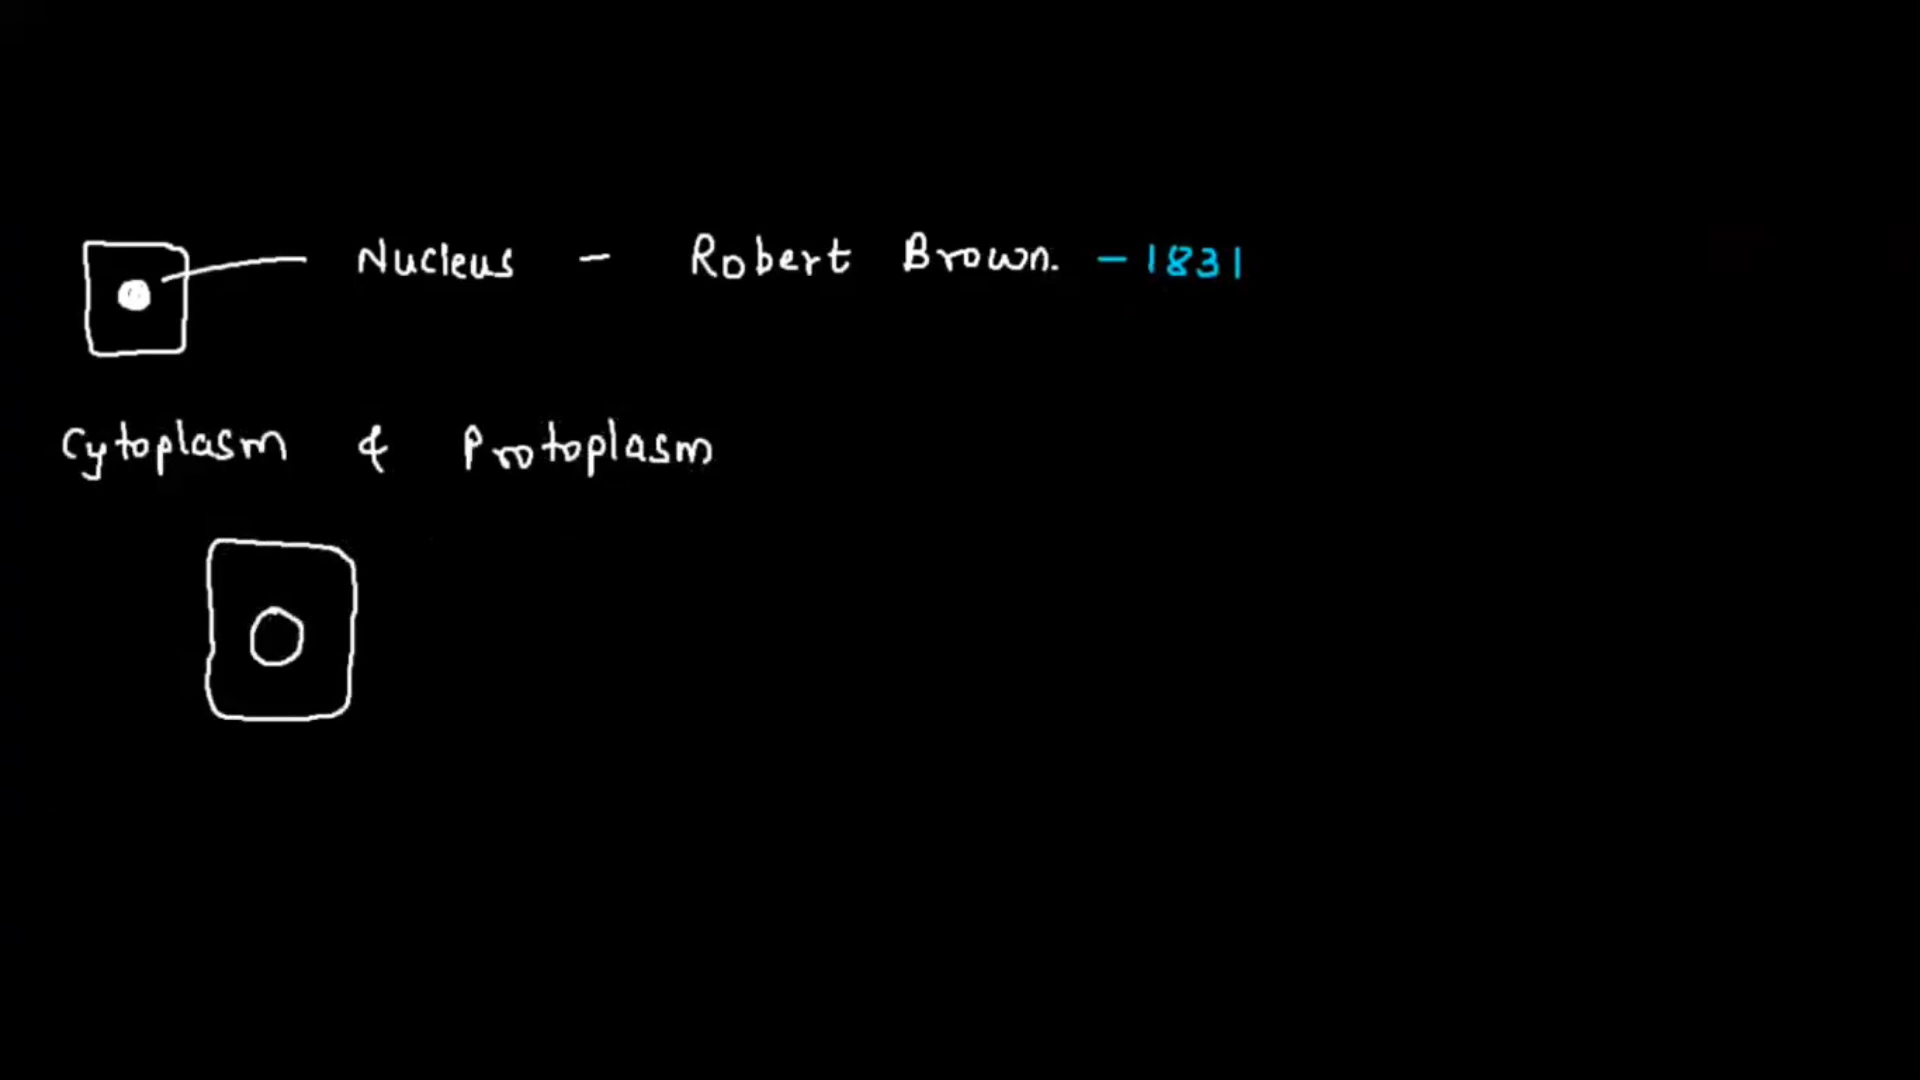 Nucleus - Robert Brown. - 1831
Cytoplasm & Protoplasm